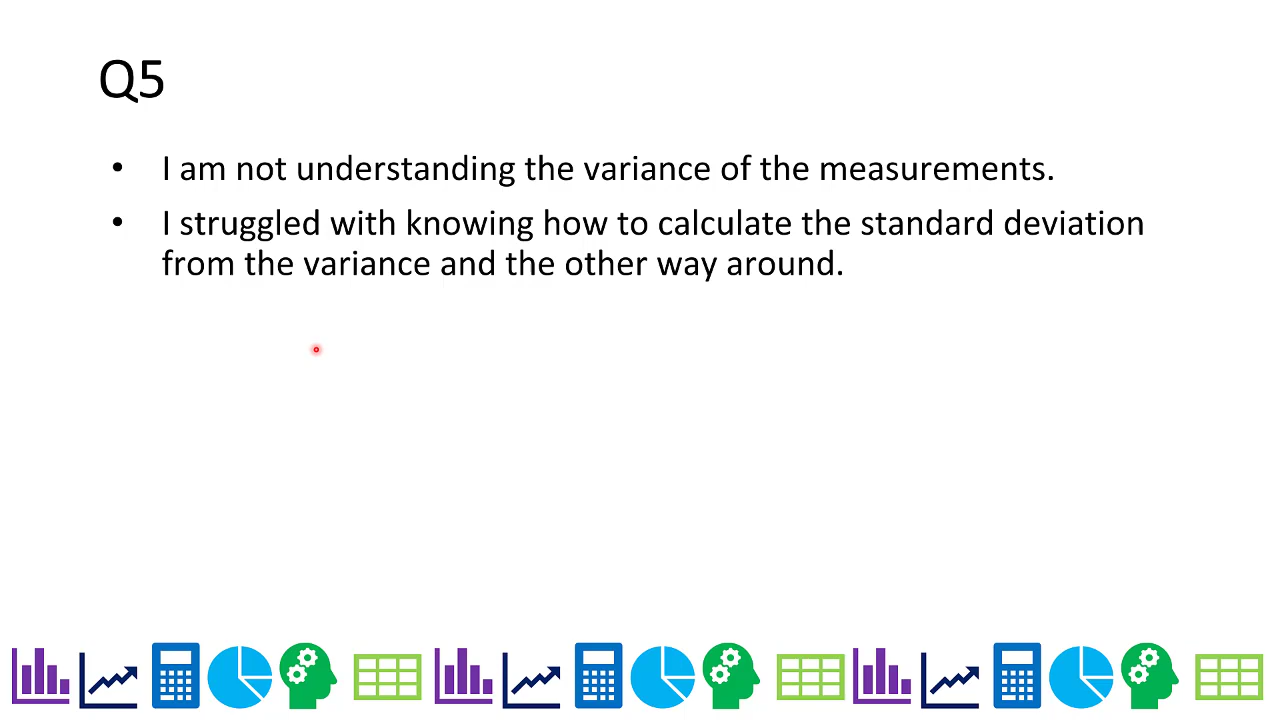 Q5
• I am not understanding the variance of the measurements.
• I struggled with knowing how to calculate the standard deviation
from the variance and the other way around.